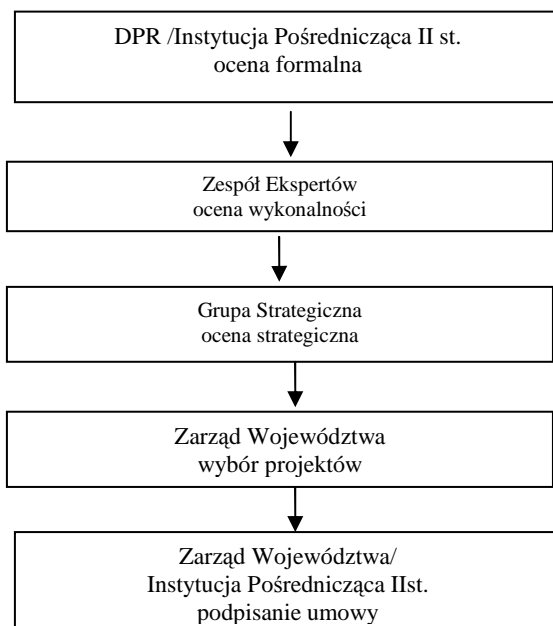 DPR /Instytucja Pośrednicząca II st.
ocena formalna
Zespół Ekspertów
ocena wykonalności
Grupa Strategiczna
ocena strategiczna
Zarząd Województwa
wybór projektów
Zarząd Województwa/
Instytucja Pośrednicząca IIst.
podpisanie umowy